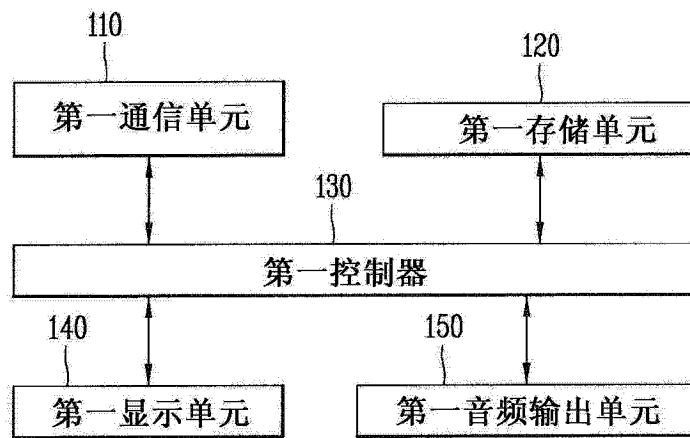 110
120
第一通信单元
第一存储单元
130
第一控制器
140
150
第一显示单元
第一音频输出单元